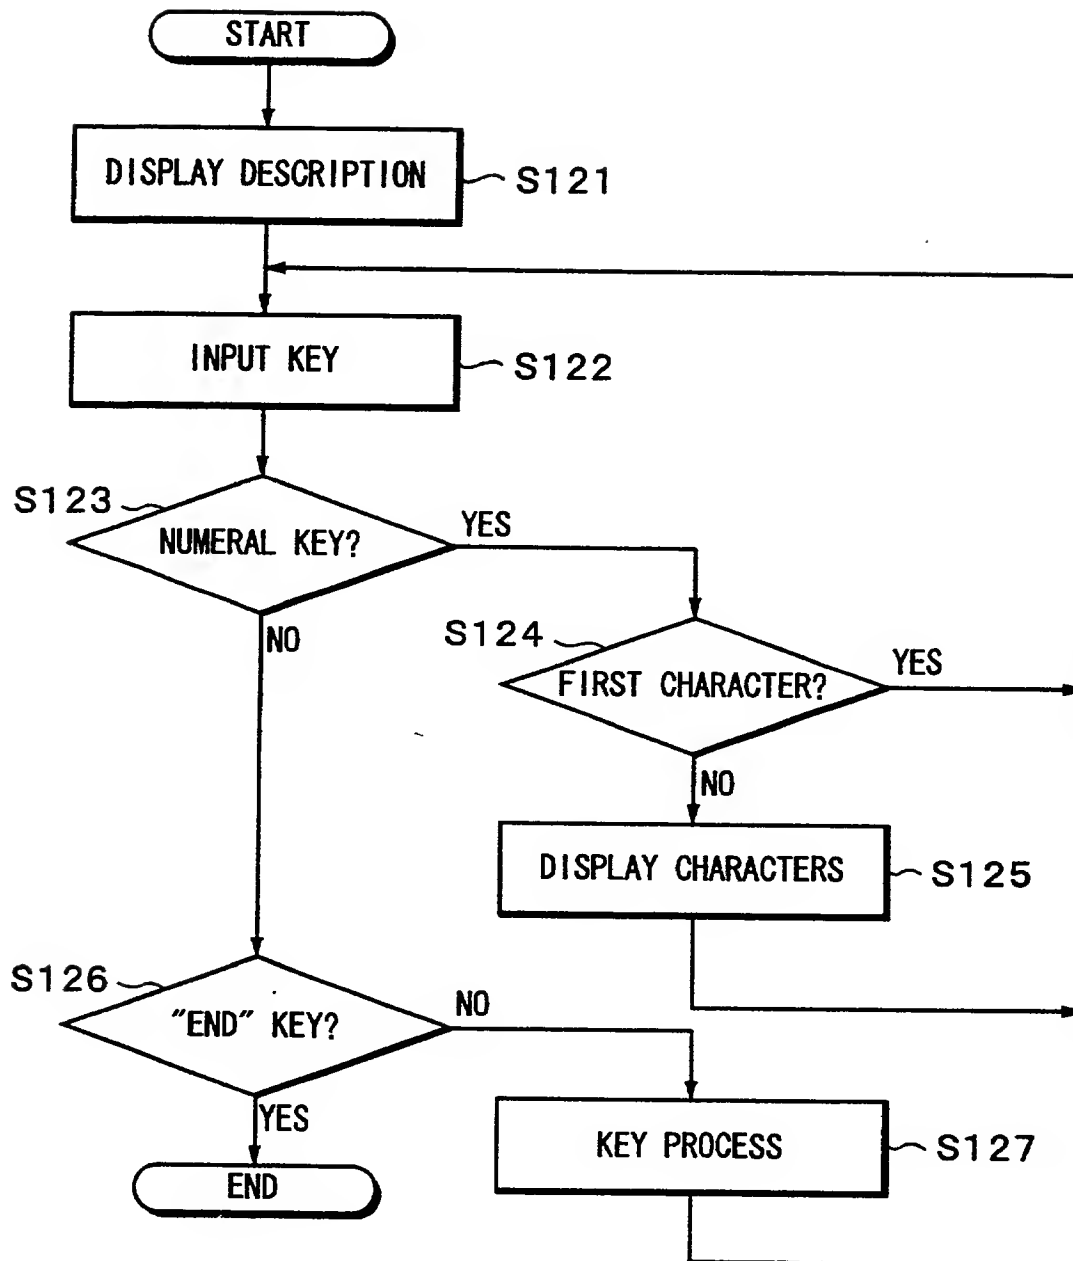 START
DISPLAY DESCRIPTION
S121
INPUT KEY
S122
S123
NUMERAL KEY?
YES
NO
S124
FIRST CHARACTER?
YES
NO
DISPLAY CHARACTERS
S125
S126
"END" KEY?
NO
YES
KEY PROCESS
S127
END